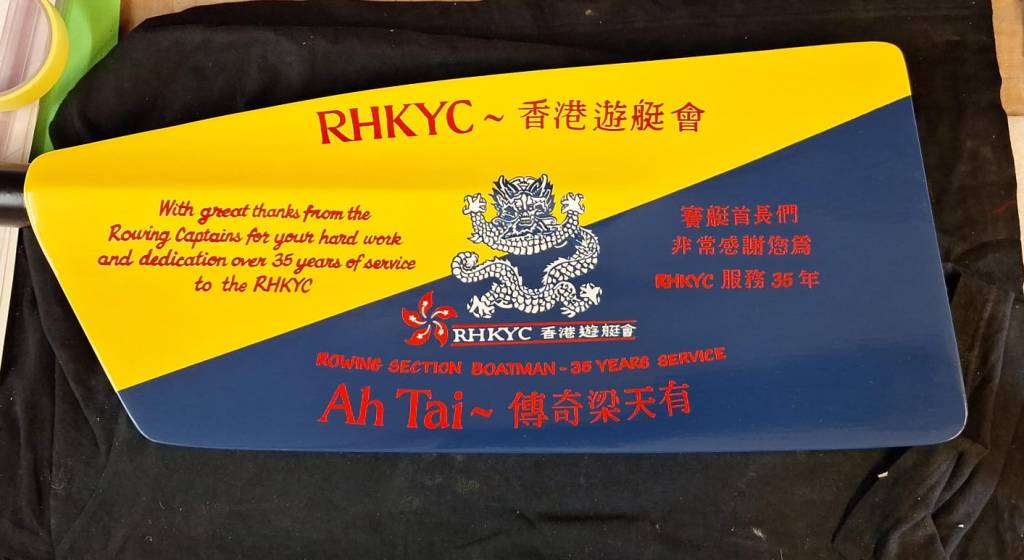 RHKYC ~ 香港遊艇會
With great thanks from the
Rowing Captains for your hard work
and dedication over 35 years of service
to the RHKYC
賽艇首長們
非常感謝您爲
RHKYC 服務 35 年
RHKYC 香港遊艇會
ROWING SECTION BOATMAN - 35 YEARS SERVICE
Ah Tai ~ 傳奇梁天有